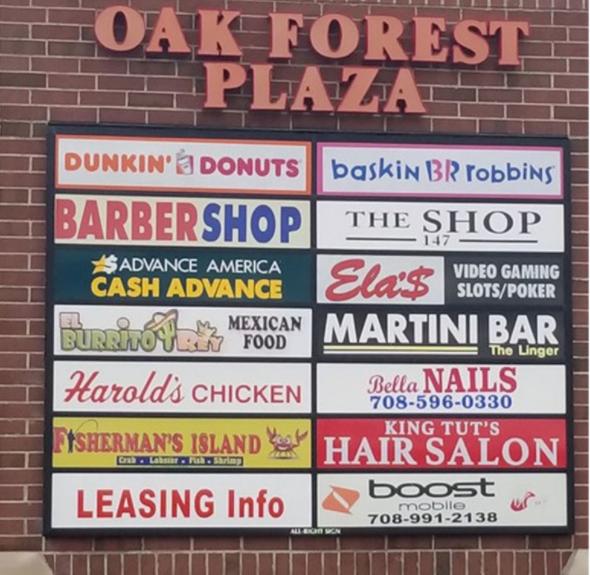 OAK FOREST
PLAZA
DUNKIN' DONUTS
baskin BR robbins
BARBERSHOP
THE SHOP
147
ADVANCE AMERICA
CASH ADVANCE
Ela'$
VIDEO GAMING
SLOTS/POKER
EL
BURRITO REY
MEXICAN
FOOD
MARTINI BAR
The Linger
Harold's CHICKEN
Bella NAILS
708-596-0330
FISHERMAN'S ISLAND
Crab • Lobster • Fish • Shrimp
KING TUT'S
HAIR SALON
LEASING Info
boost
mobile
708-991-2138
ALL-RIGHT SIGN